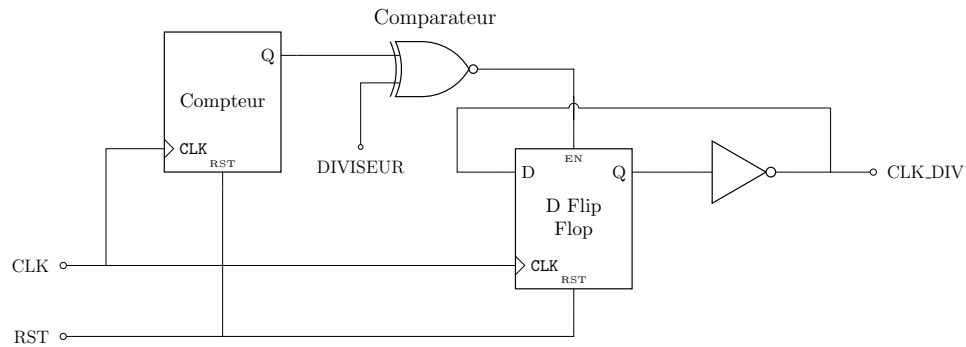 Comparateur
Q
Compteur
CLK
RST
DIVISEUR
EN
D
Q
CLK_DIV
D Flip
Flop
CLK
CLK
RST
RST